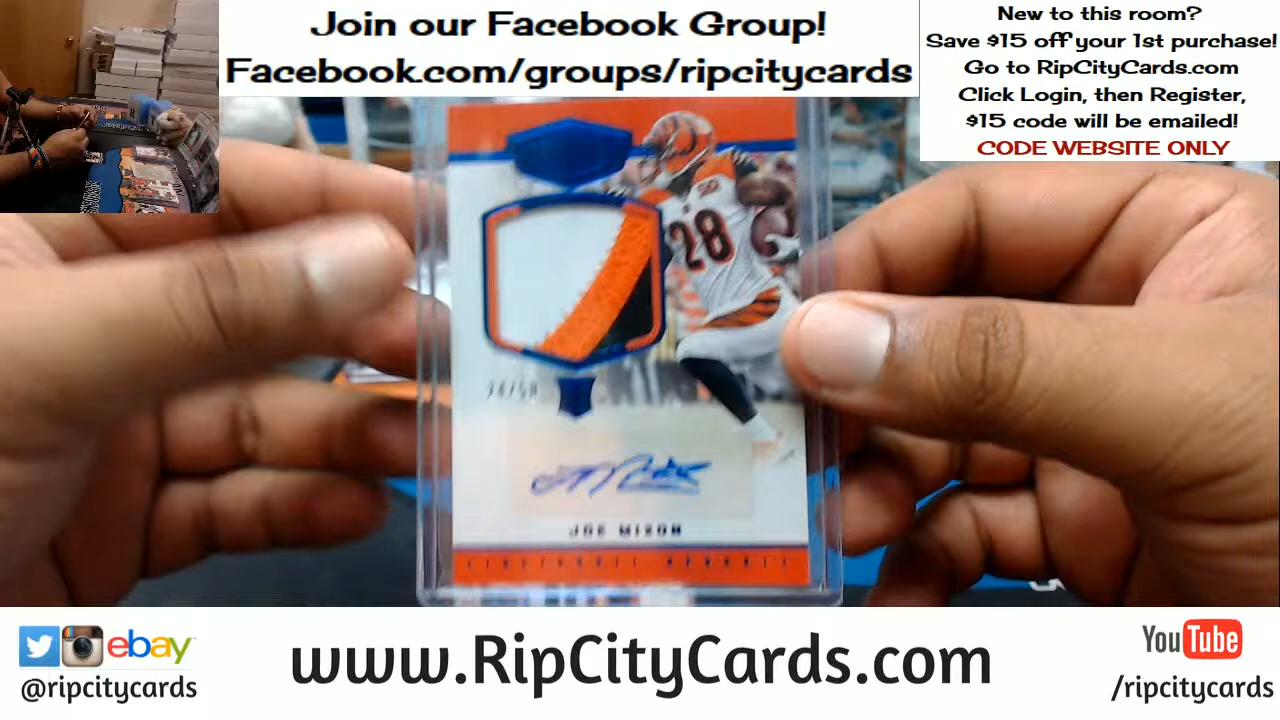 Join our Facebook Group!
Facebook.com/groups/ripcitycards
New to this room?
Save $15 off your 1st purchase!
Go to RipCityCards.com
Click Login, then Register,
$15 code will be emailed!
CODE WEBSITE ONLY
28
JOE MIXON
CINCINNATI BENGALS
ebay
@ripcitycards
www.RipCityCards.com
YouTube
/ripcitycards